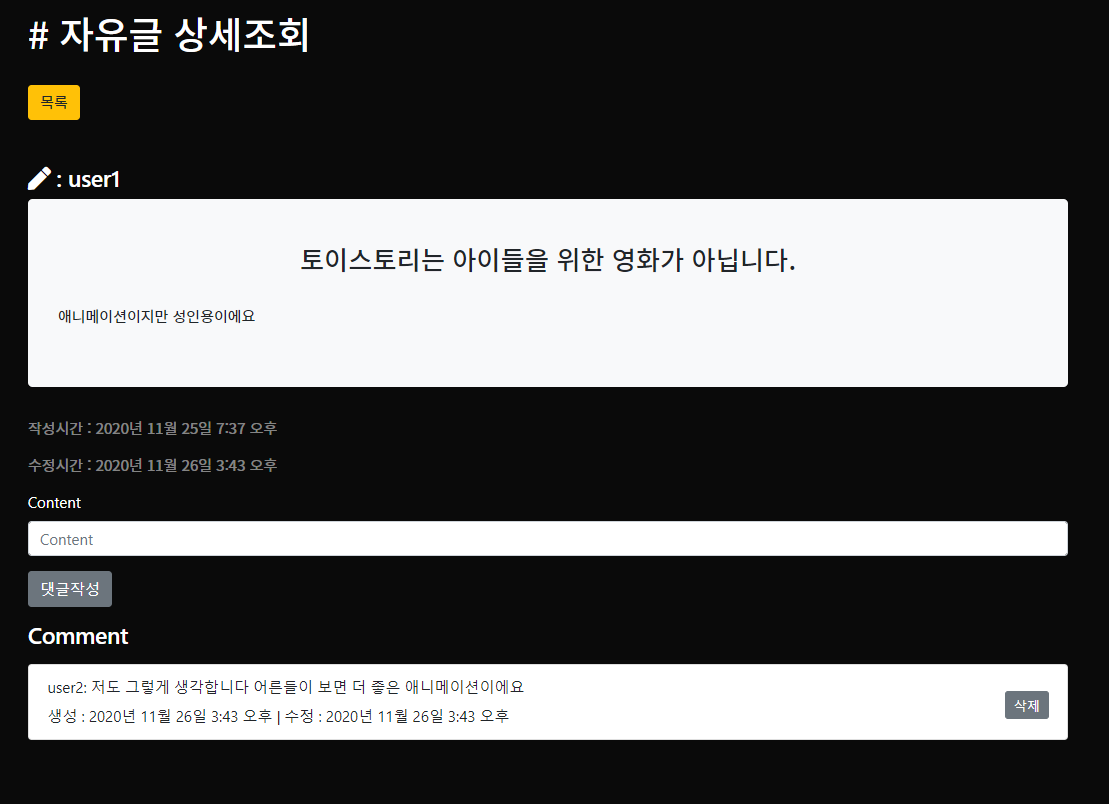 # 자유글 상세조회
목록
: user1
토이스토리는 아이들을 위한 영화가 아닙니다.
애니메이션이지만 성인용이에요
작성시간 : 2020년 11월 25일 7:37 오후
수정시간 : 2020년 11월 26일 3:43 오후
Content
Content
댓글작성
Comment
user2: 저도 그렇게 생각합니다 어른들이 보면 더 좋은 애니메이션이에요
생성 : 2020년 11월 26일 3:43 오후 | 수정 : 2020년 11월 26일 3:43 오후
삭제